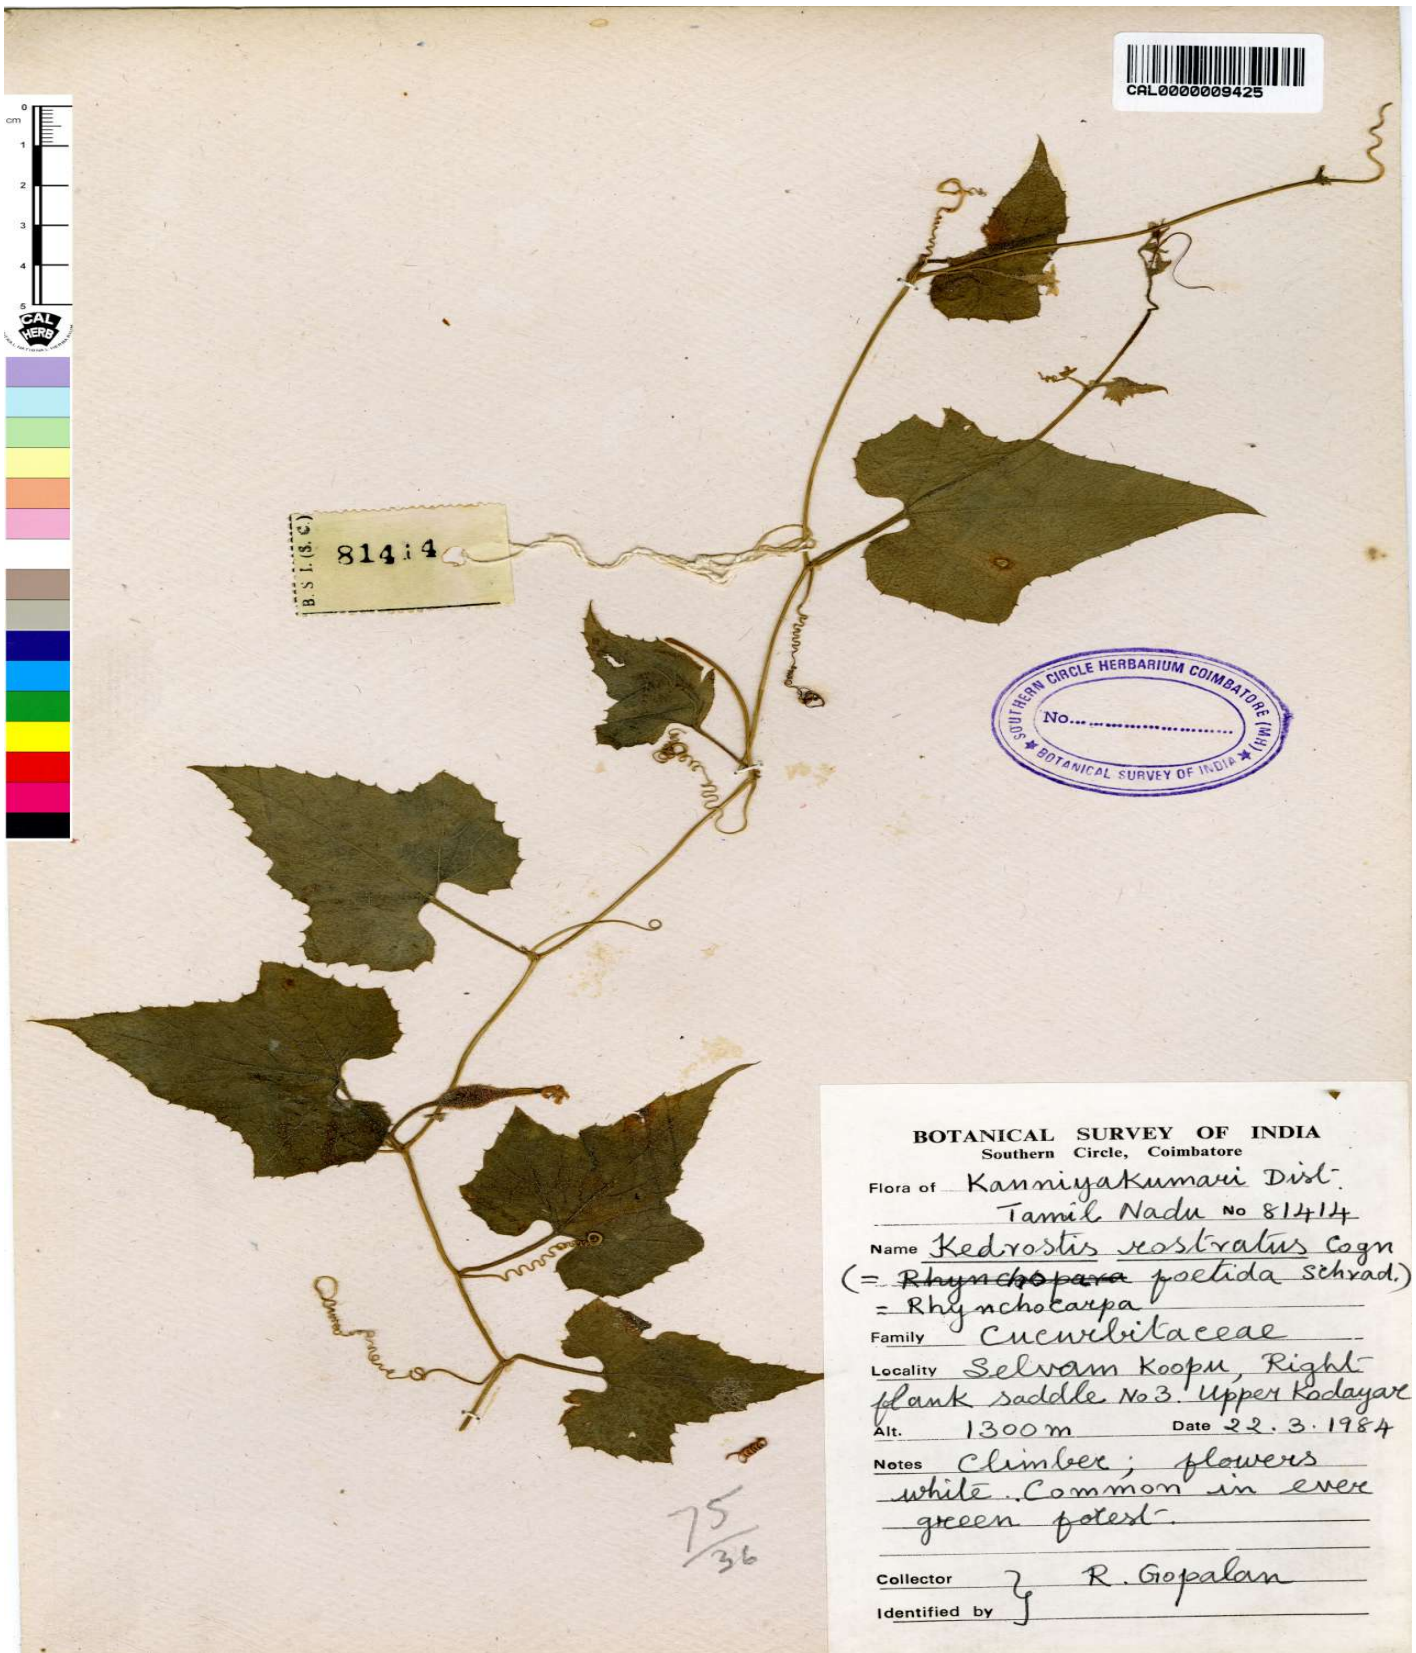 CAL0000009425
0
cm
1
2
3
4
5
CAL
HERB
B. S. I. (S. C.)
81414
SOUTHERN CIRCLE HERBARIUM COIMBATORE (MH)
No.
BOTANICAL SURVEY OF INDIA
BOTANICAL SURVEY OF INDIA
Southern Circle, Coimbatore
Flora of Kanniyakumari Dist.
Tamil Nadu No 81414
Name Kedrostis rostratus Cogn
(= Rhynchopara foetida Schrad.)
= Rhynchocarpa
Family Cucurbitaceae
Locality Selvam Koopu, Right
flank saddle No 3. Upper Kodayar
Alt. 1300 m Date 22. 3. 1984
Notes Climber; flowers
white. Common in ever
green forest.
Collector } R. Gopalan
Identified by
75
36